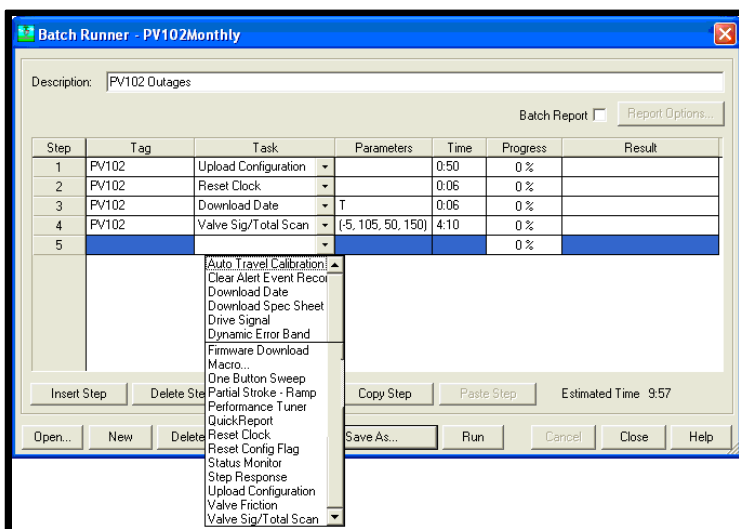 Batch Runner - PV102Monthly
Description: PV102 Outages
Batch Report Report Options...
Step Tag Task Parameters Time Progress Result
1 PV102 Upload Configuration 0:50 0 %
2 PV102 Reset Clock 0:06 0 %
3 PV102 Download Date T 0:06 0 %
4 PV102 Valve Sig/Total Scan (-5, 105, 50, 150) 4:10 0 %
5 0 %
Auto Travel Calibration
Clear Alert Event Recor
Download Date
Download Spec Sheet
Drive Signal
Dynamic Error Band
Firmware Download
Macro...
One Button Sweep
Partial Stroke - Ramp
Performance Tuner
QuickReport
Reset Clock
Reset Config Flag
Status Monitor
Step Response
Upload Configuration
Valve Friction
Valve Sig/Total Scan
Insert Step Delete Ste Copy Step Paste Step Estimated Time 9:57
Open... New Delete Save As... Run Cancel Close Help